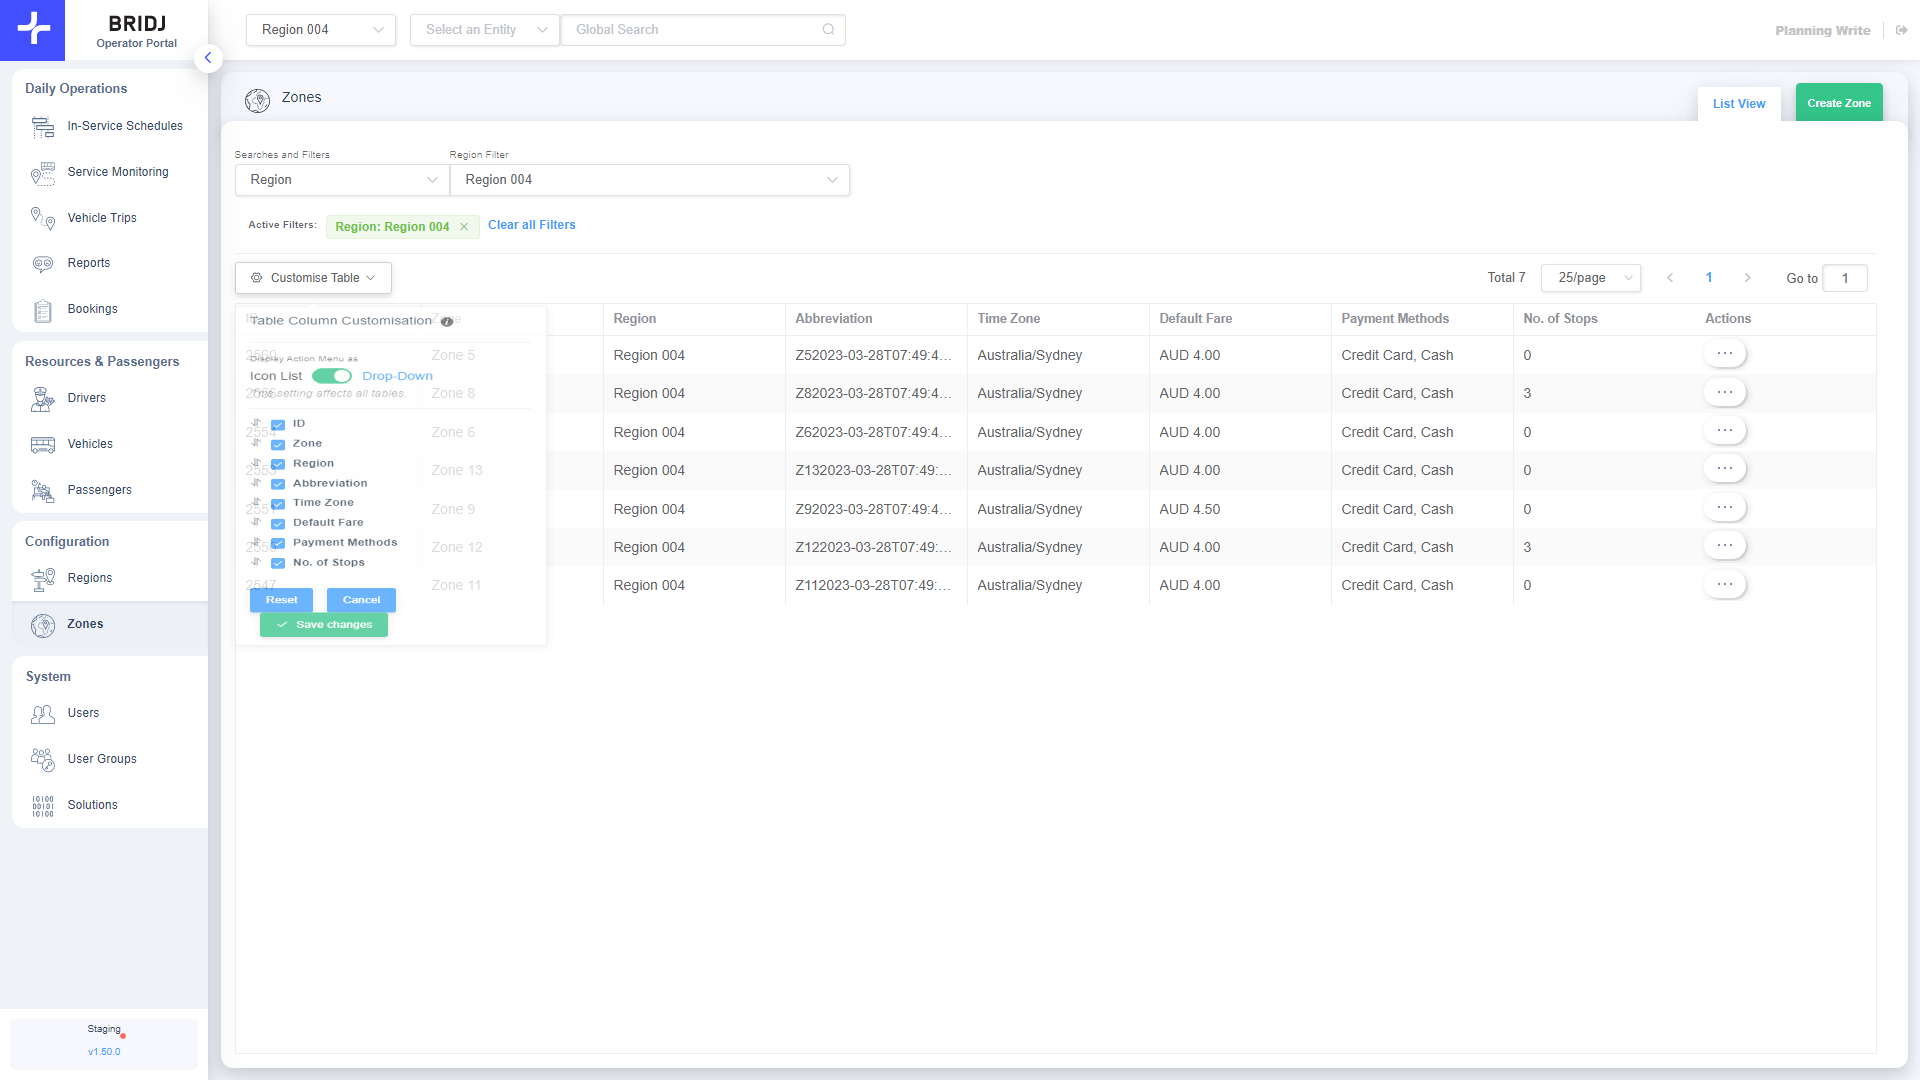 BRIDJ
Operator Portal
Region 004
Select an Entity
Global Search
Planning Write
Daily Operations
In-Service Schedules
Service Monitoring
Vehicle Trips
Reports
Bookings
Resources & Passengers
Drivers
Vehicles
Passengers
Configuration
Regions
Zones
System
Users
User Groups
10100
00101
10100
Solutions
Staging
v1.50.0
Zones
List View
Create Zone
Searches and Filters
Region Filter
Region
Region 004
Active Filters:
Region: Region 004
Clear all Filters
Customise Table
Total 7
25/page
1
Go to
1
Table Column Customisation
Display Action Menu as
Icon List
Drop-Down
This setting affects all tables.
ID
Zone
Region
Abbreviation
Time Zone
Default Fare
Payment Methods
No. of Stops
Reset
Cancel
Save changes
Region Abbreviation Time Zone Default Fare Payment Methods No. of Stops Actions
Zone 5 Region 004 Z52023-03-28T07:49:4... Australia/Sydney AUD 4.00 Credit Card, Cash 0 ...
Zone 8 Region 004 Z82023-03-28T07:49:4... Australia/Sydney AUD 4.00 Credit Card, Cash 3 ...
2554 Zone 6 Region 004 Z62023-03-28T07:49:4... Australia/Sydney AUD 4.00 Credit Card, Cash 0 ...
2553 Zone 13 Region 004 Z132023-03-28T07:49:... Australia/Sydney AUD 4.00 Credit Card, Cash 0 ...
2551 Zone 9 Region 004 Z92023-03-28T07:49:4... Australia/Sydney AUD 4.50 Credit Card, Cash 0 ...
Zone 12 Region 004 Z122023-03-28T07:49:... Australia/Sydney AUD 4.00 Credit Card, Cash 3 ...
2547 Zone 11 Region 004 Z112023-03-28T07:49:... Australia/Sydney AUD 4.00 Credit Card, Cash 0 ...